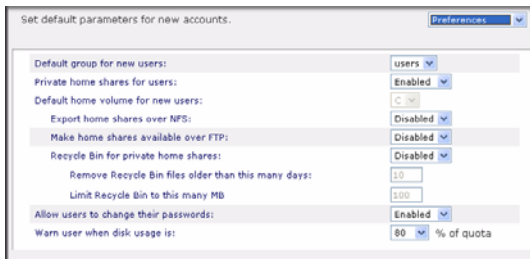 Set default parameters for new accounts. Preferences
Default group for new users: users
Private home shares for users: Enabled
Default home volume for new users: C
Export home shares over NFS: Disabled
Make home shares available over FTP: Disabled
Recycle Bin for private home shares: Disabled
Remove Recycle Bin files older than this many days: 10
Limit Recycle Bin to this many MB 100
Allow users to change their passwords: Enabled
Warn user when disk usage is: 80 % of quota